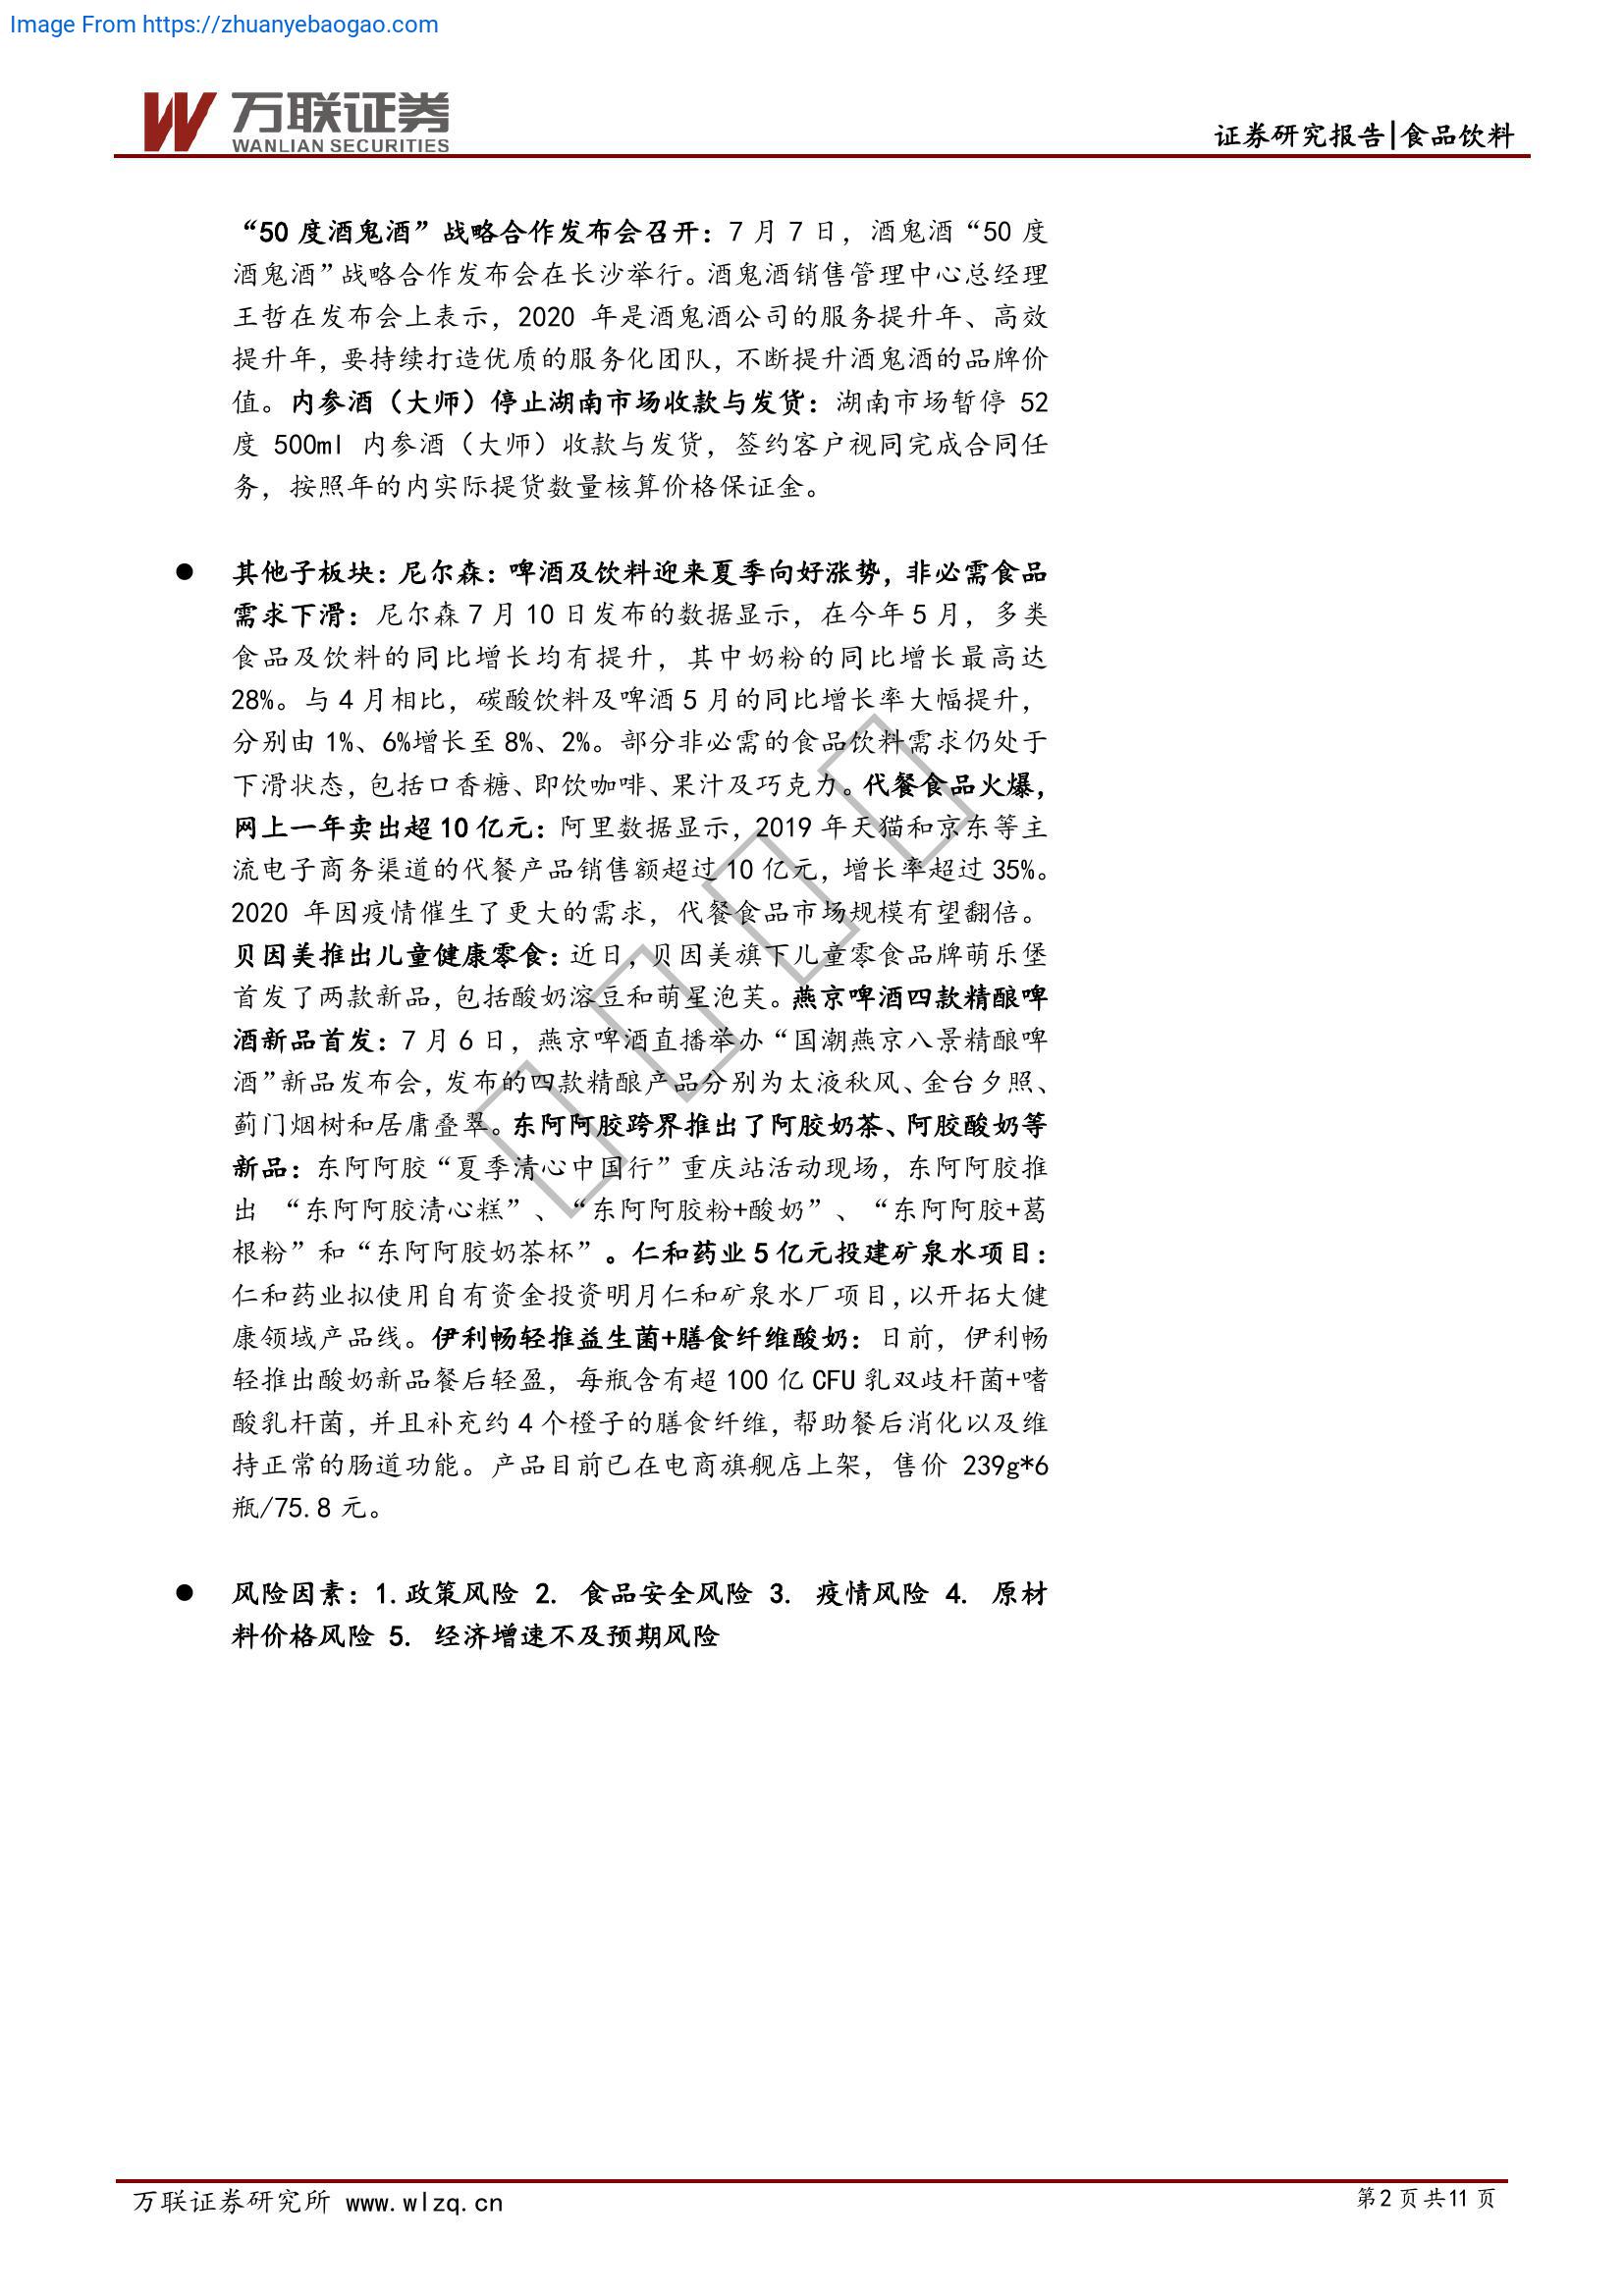 Image From https://zhuanyebaogao.com
万联证券
WANLIAN SECURITIES
证券研究报告|食品饮料
“50 度酒鬼酒”战略合作发布会召开：7 月 7 日，酒鬼酒“50 度
酒鬼酒”战略合作发布会在长沙举行。酒鬼酒销售管理中心总经理
王哲在发布会上表示，2020 年是酒鬼酒公司的服务提升年、高效
提升年，要持续打造优质的服务化团队，不断提升酒鬼酒的品牌价
值。内参酒（大师）停止湖南市场收款与发货：湖南市场暂停 52
度 500ml 内参酒（大师）收款与发货，签约客户视同完成合同任
务，按照年的内实际提货数量核算价格保证金。
● 其他子板块：尼尔森：啤酒及饮料迎来夏季向好涨势，非必需食品
需求下滑：尼尔森 7 月 10 日发布的数据显示，在今年 5 月，多类
食品及饮料的同比增长均有提升，其中奶粉的同比增长最高达
28%。与 4 月相比，碳酸饮料及啤酒 5 月的同比增长率大幅提升，
分别由 1%、6%增长至 8%、2%。部分非必需的食品饮料需求仍处于
下滑状态，包括口香糖、即饮咖啡、果汁及巧克力。代餐食品火爆，
网上一年卖出超 10 亿元：阿里数据显示，2019 年天猫和京东等主
流电子商务渠道的代餐产品销售额超过 10 亿元，增长率超过 35%。
2020 年因疫情催生了更大的需求，代餐食品市场规模有望翻倍。
贝因美推出儿童健康零食：近日，贝因美旗下儿童零食品牌萌乐堡
首发了两款新品，包括酸奶溶豆和萌星泡芙。燕京啤酒四款精酿啤
酒新品首发：7 月 6 日，燕京啤酒直播举办“国潮燕京八景精酿啤
酒”新品发布会，发布的四款精酿产品分别为太液秋风、金台夕照、
蓟门烟树和居庸叠翠。东阿阿胶跨界推出了阿胶奶茶、阿胶酸奶等
新品：东阿阿胶“夏季清心中国行”重庆站活动现场，东阿阿胶推
出 “东阿阿胶清心糕”、“东阿阿胶粉+酸奶”、“东阿阿胶+葛
根粉”和“东阿阿胶奶茶杯”。仁和药业 5 亿元投建矿泉水项目：
仁和药业拟使用自有资金投资明月仁和矿泉水厂项目，以开拓大健
康领域产品线。伊利畅轻推益生菌+膳食纤维酸奶：日前，伊利畅
轻推出酸奶新品餐后轻盈，每瓶含有超 100 亿 CFU 乳双歧杆菌+嗜
酸乳杆菌，并且补充约 4 个橙子的膳食纤维，帮助餐后消化以及维
持正常的肠道功能。产品目前已在电商旗舰店上架，售价 239g*6
瓶/75.8 元。
● 风险因素：1.政策风险 2. 食品安全风险 3. 疫情风险 4. 原材
料价格风险 5. 经济增速不及预期风险
万联证券研究所 www.wlzq.cn
第2页共11页